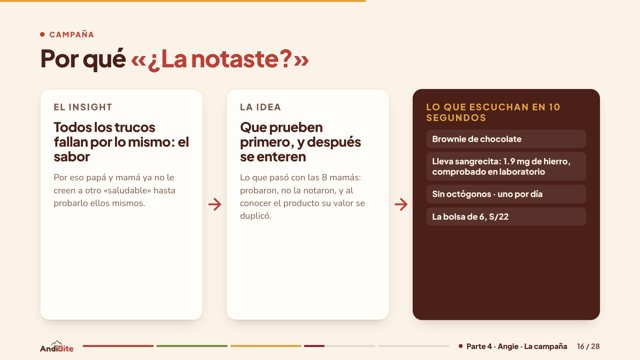 CAMPAÑA
Por qué «¿La notaste?»
EL INSIGHT
Todos los trucos
fallan por lo mismo: el
sabor
Por eso papá y mamá ya no le
creen a otro «saludable» hasta
probarlo ellos mismos.
LA IDEA
Que prueben
primero, y después
se enteren
Lo que pasó con las 8 mamás:
probaron, no la notaron, y al
conocer el producto su valor se
duplicó.
LO QUE ESCUCHAN EN 10
SEGUNDOS
Brownie de chocolate
Lleva sangrecita: 1.9 mg de hierro,
comprobado en laboratorio
Sin octógonos · uno por día
La bolsa de 6, S/22
AndiBite
Parte 4 · Angie · La campaña
16 / 28